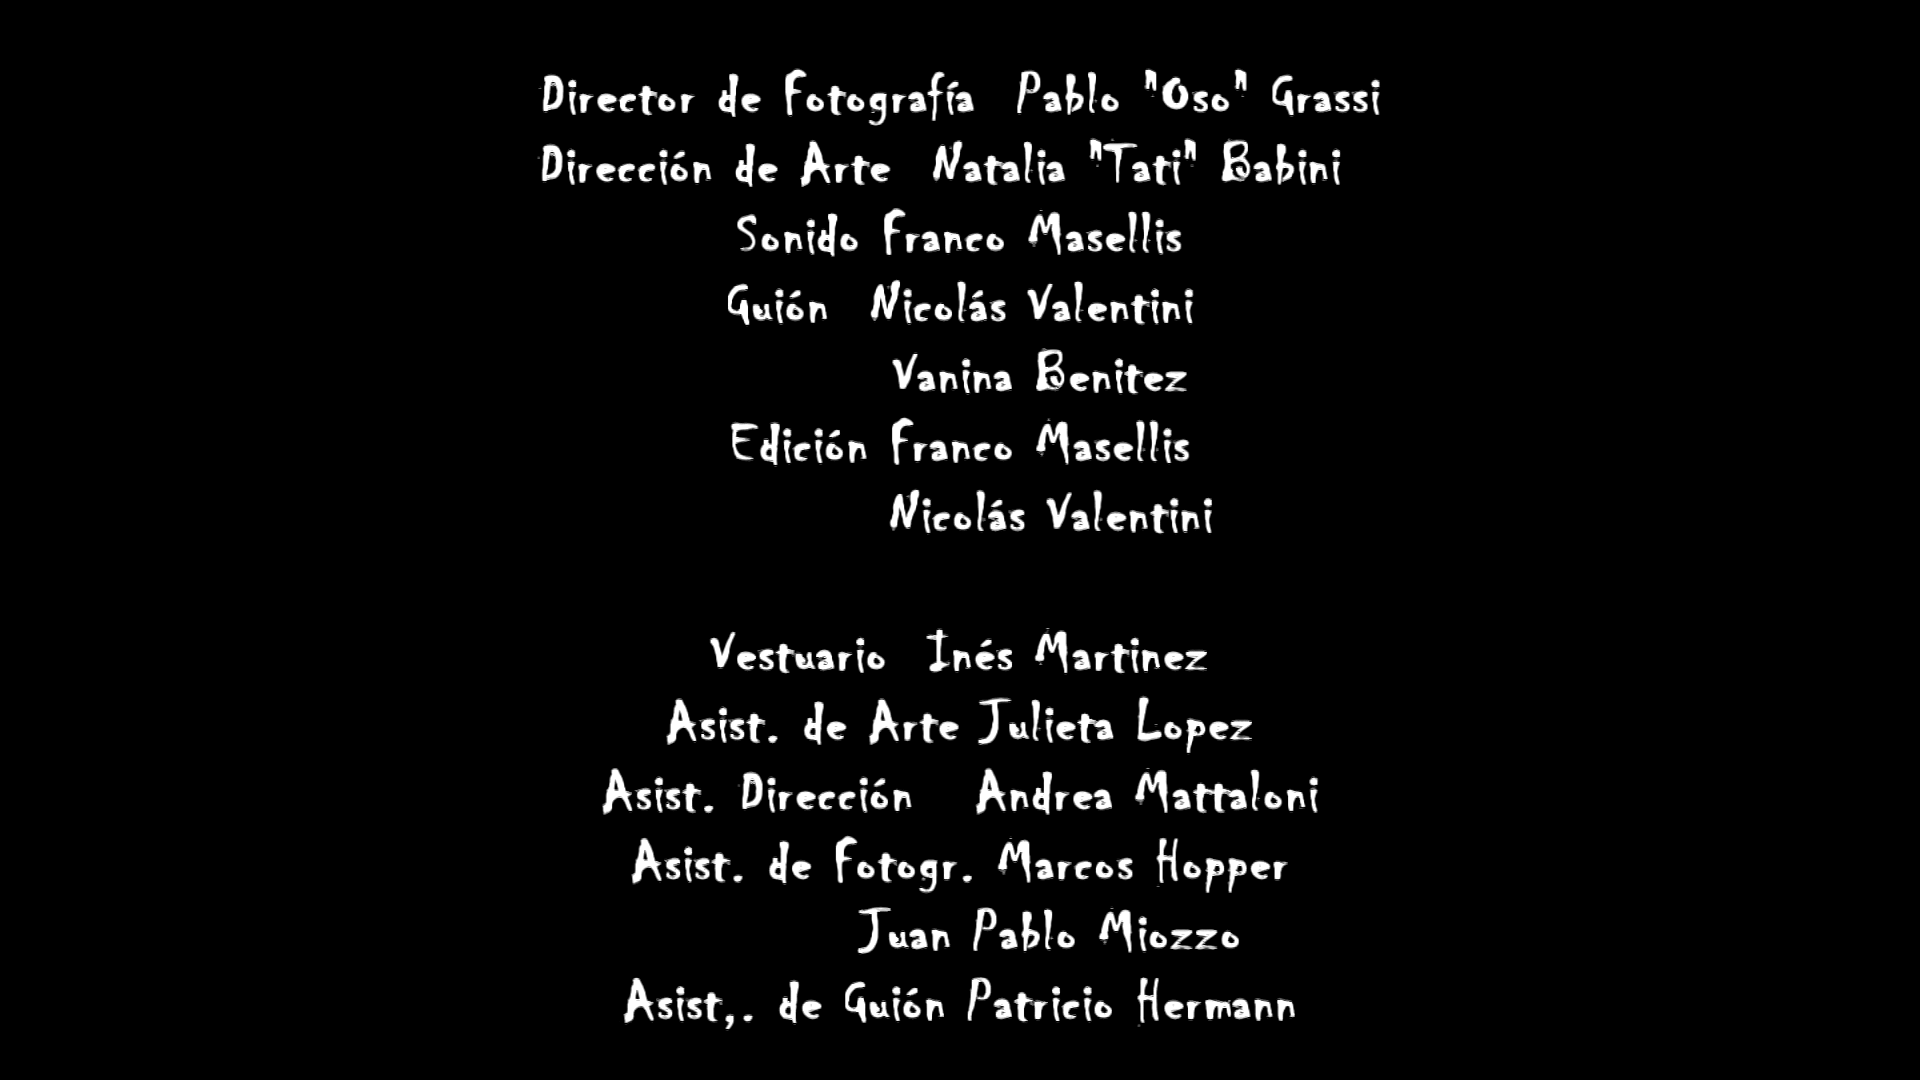 Director de Fotografía Pablo "Oso" Grassi
Dirección de Arte Natalia "Tati" Babini
Sonido Franco Masellis
Guión Nicolás Valentini
Vanina Benitez
Edición Franco Masellis
Nicolás Valentini
Vestuario Inés Martinez
Asist. de Arte Julieta Lopez
Asist. Dirección Andrea Mattaloni
Asist. de Fotogr. Marcos Hopper
Juan Pablo Miozzo
Asist,. de Guión Patricio Hermann